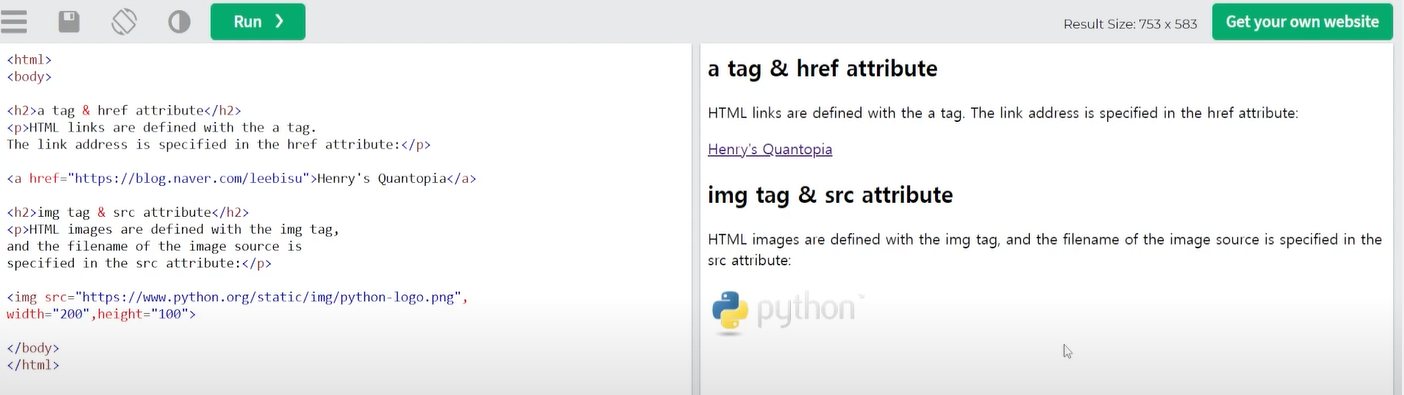 Run ❯
Result Size: 753 x 583
Get your own website
<html>
<body>
<h2>a tag & href attribute</h2>
<p>HTML links are defined with the a tag.
The link address is specified in the href attribute:</p>
<a href="https://blog.naver.com/leebisu">Henry's Quantopia</a>
<h2>img tag & src attribute</h2>
<p>HTML images are defined with the img tag,
and the filename of the image source is
specified in the src attribute:</p>
<img src="https://www.python.org/static/img/python-logo.png",
width="200",height="100">
</body>
</html>
a tag & href attribute
HTML links are defined with the a tag. The link address is specified in the href attribute:
Henry's Quantopia
img tag & src attribute
HTML images are defined with the img tag, and the filename of the image source is specified in the
src attribute:
python™